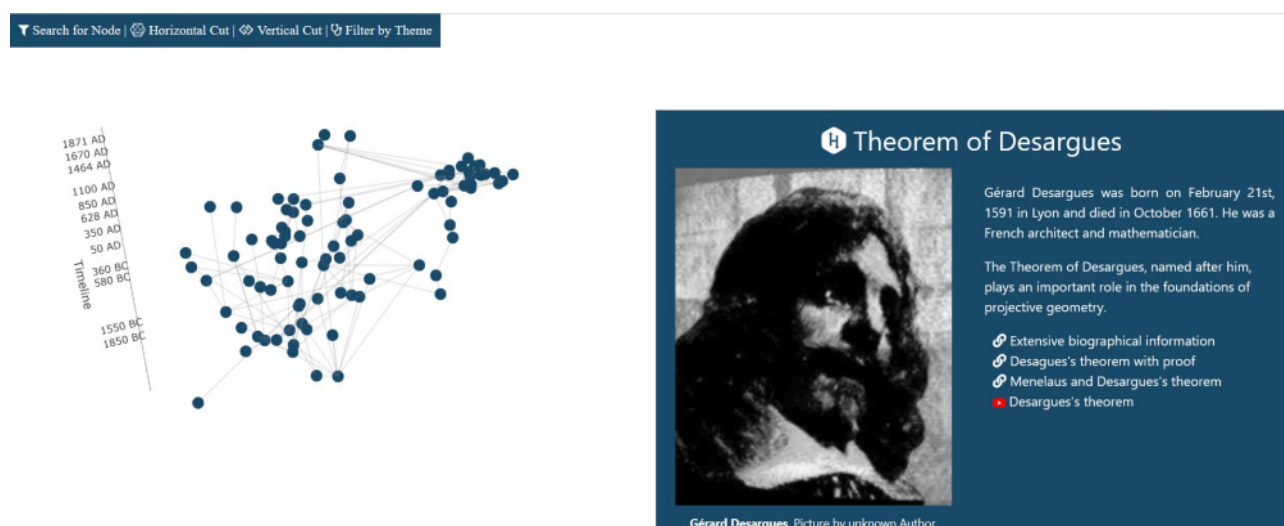 Search for Node | Horizontal Cut | Vertical Cut | Filter by Theme
1871 AD
1670 AD
1464 AD
1100 AD
850 AD
628 AD
350 AD
50 AD
360 BC
580 BC
1550 BC
1850 BC
Timeline
H Theorem of Desargues
Gérard Desargues was born on February 21st,
1591 in Lyon and died in October 1661. He was a
French architect and mathematician.
The Theorem of Desargues, named after him,
plays an important role in the foundations of
projective geometry.
Extensive biographical information
Desagues's theorem with proof
Menelaus and Desargues's theorem
Desargues's theorem
Gérard Desargues. Picture by unknown Author